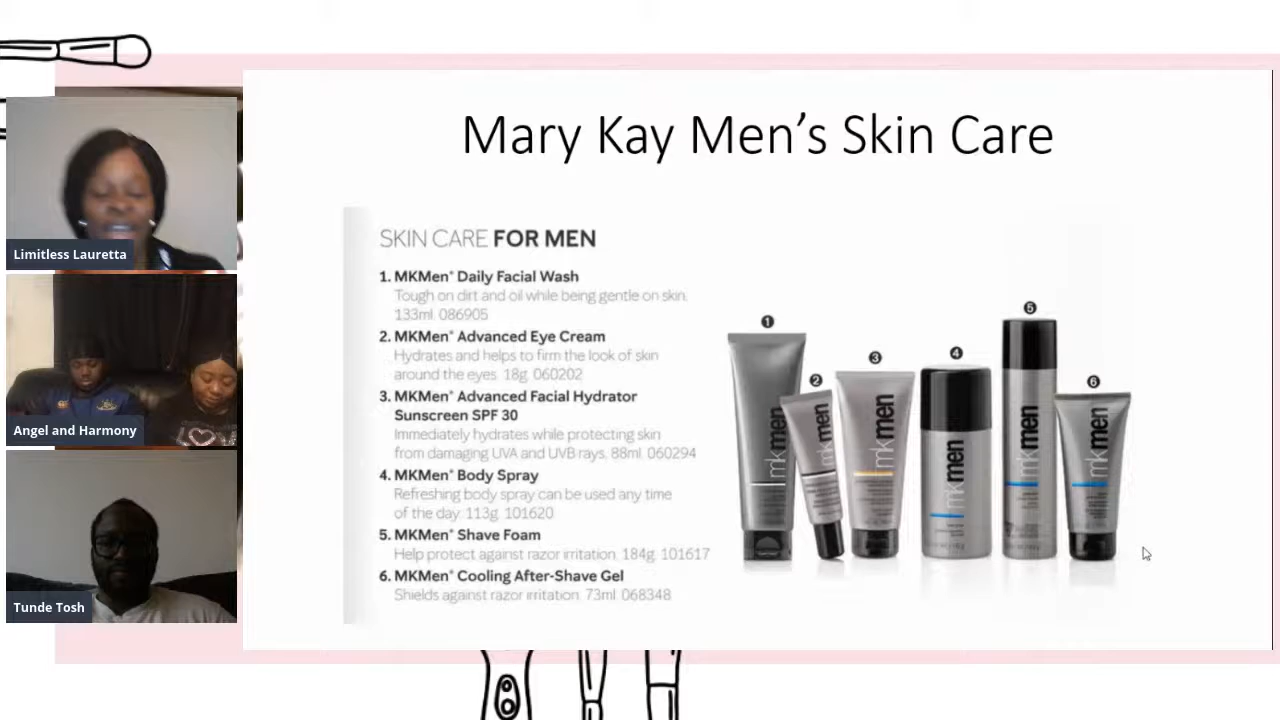 Mary Kay Men’s Skin Care
SKIN CARE FOR MEN
1. MKMen® Daily Facial Wash
Tough on dirt and oil while being gentle on skin.
133ml 086905
2. MKMen® Advanced Eye Cream
Hydrates and helps to firm the look of skin
around the eyes. 18g 060202
3. MKMen® Advanced Facial Hydrator
Sunscreen SPF 30
Immediately hydrates while protecting skin
from damaging UVA and UVB rays. 88ml 060294
4. MKMen® Body Spray
Refreshing body spray can be used any time
of the day. 113g 101620
5. MKMen® Shave Foam
Help protect against razor irritation. 184g 101617
6. MKMen® Cooling After-Shave Gel
Shields against razor irritation. 73ml 068348
1
2
3
4
5
6
mkmen
mkmen
mkmen
mkmen
mkmen
mkmen
Limitless Lauretta
Angel and Harmony
LOVE
Tunde Tosh